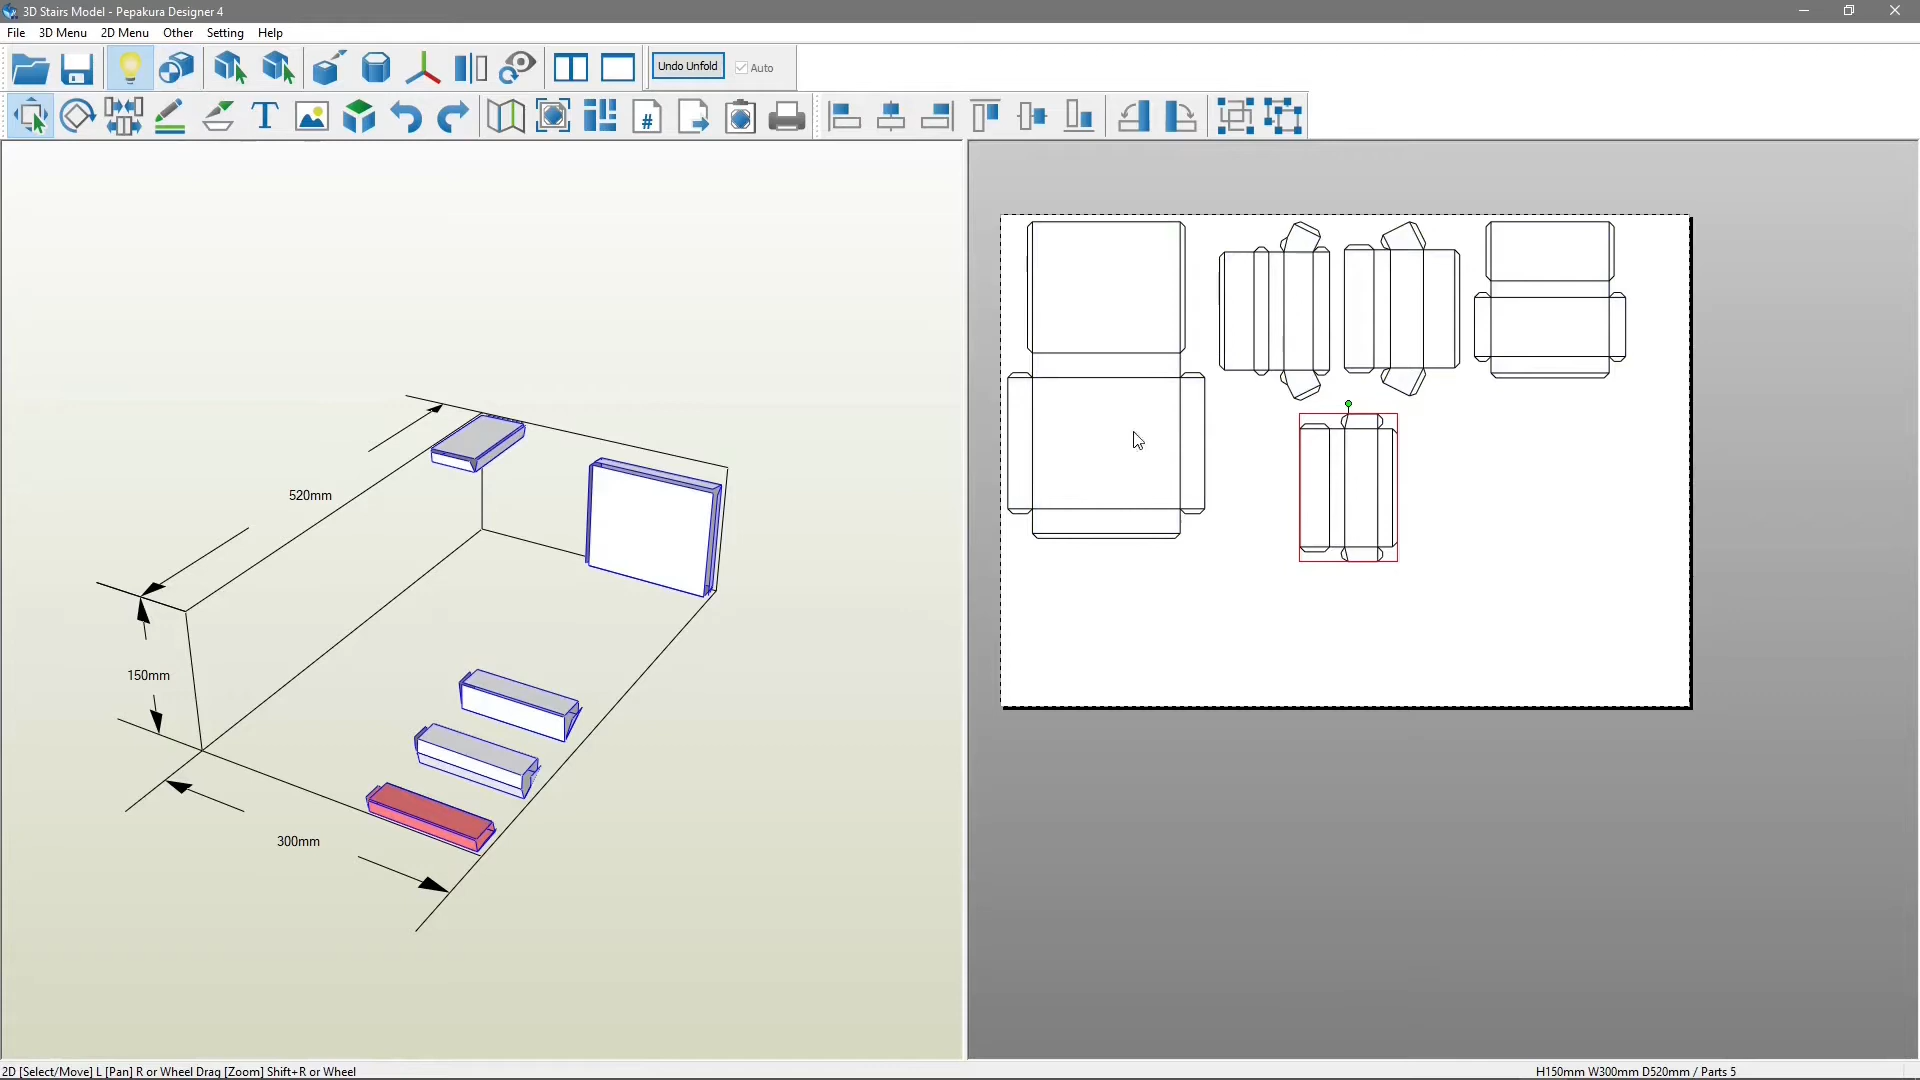 3D Stairs Model - Pepakura Designer 4
File 3D Menu 2D Menu Other Setting Help
Undo Unfold Auto
T #
520mm
150mm
300mm
2D [Select/Move] L [Pan] R or Wheel Drag [Zoom] Shift+R or Wheel
H150mm W300mm D520mm / Parts 5